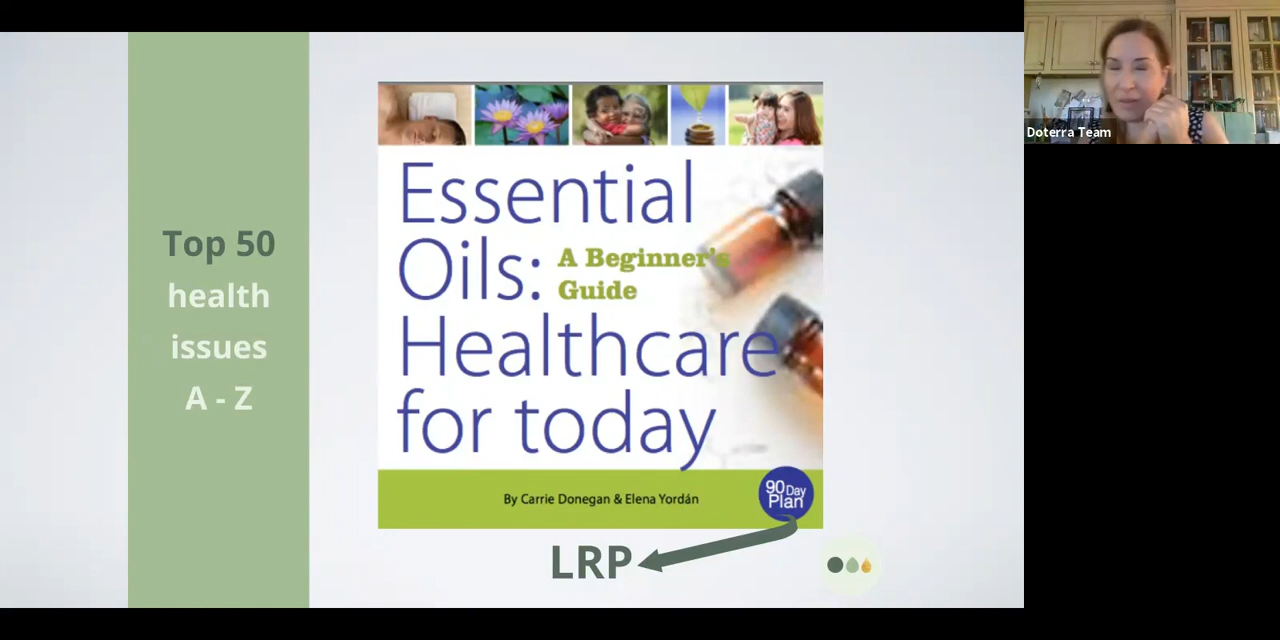 Top 50
health
issues
A - Z
Essential
Oils:
A Beginner's
Guide
Healthcare
for today
By Carrie Donegan & Elena Yordán
90 Day
Plan
LRP
Doterra Team